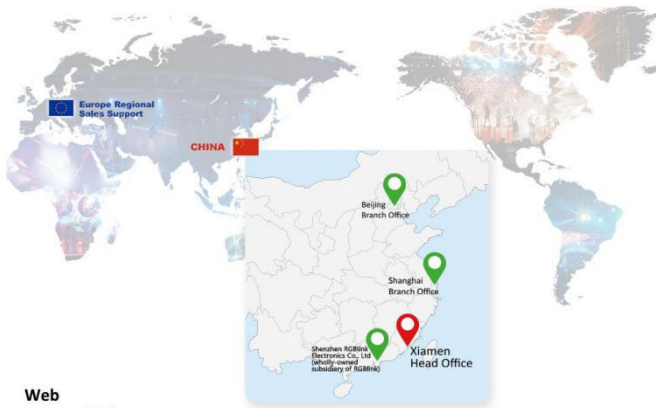 Europe Regional
Sales Support
CHINA
Beijing
Branch Office
Shanghai
Branch Office
Shenzhen RGBlink
Electronics Co., Ltd
(wholly-owned
subsidiary of RGBlink)
Xiamen
Head Office
Web